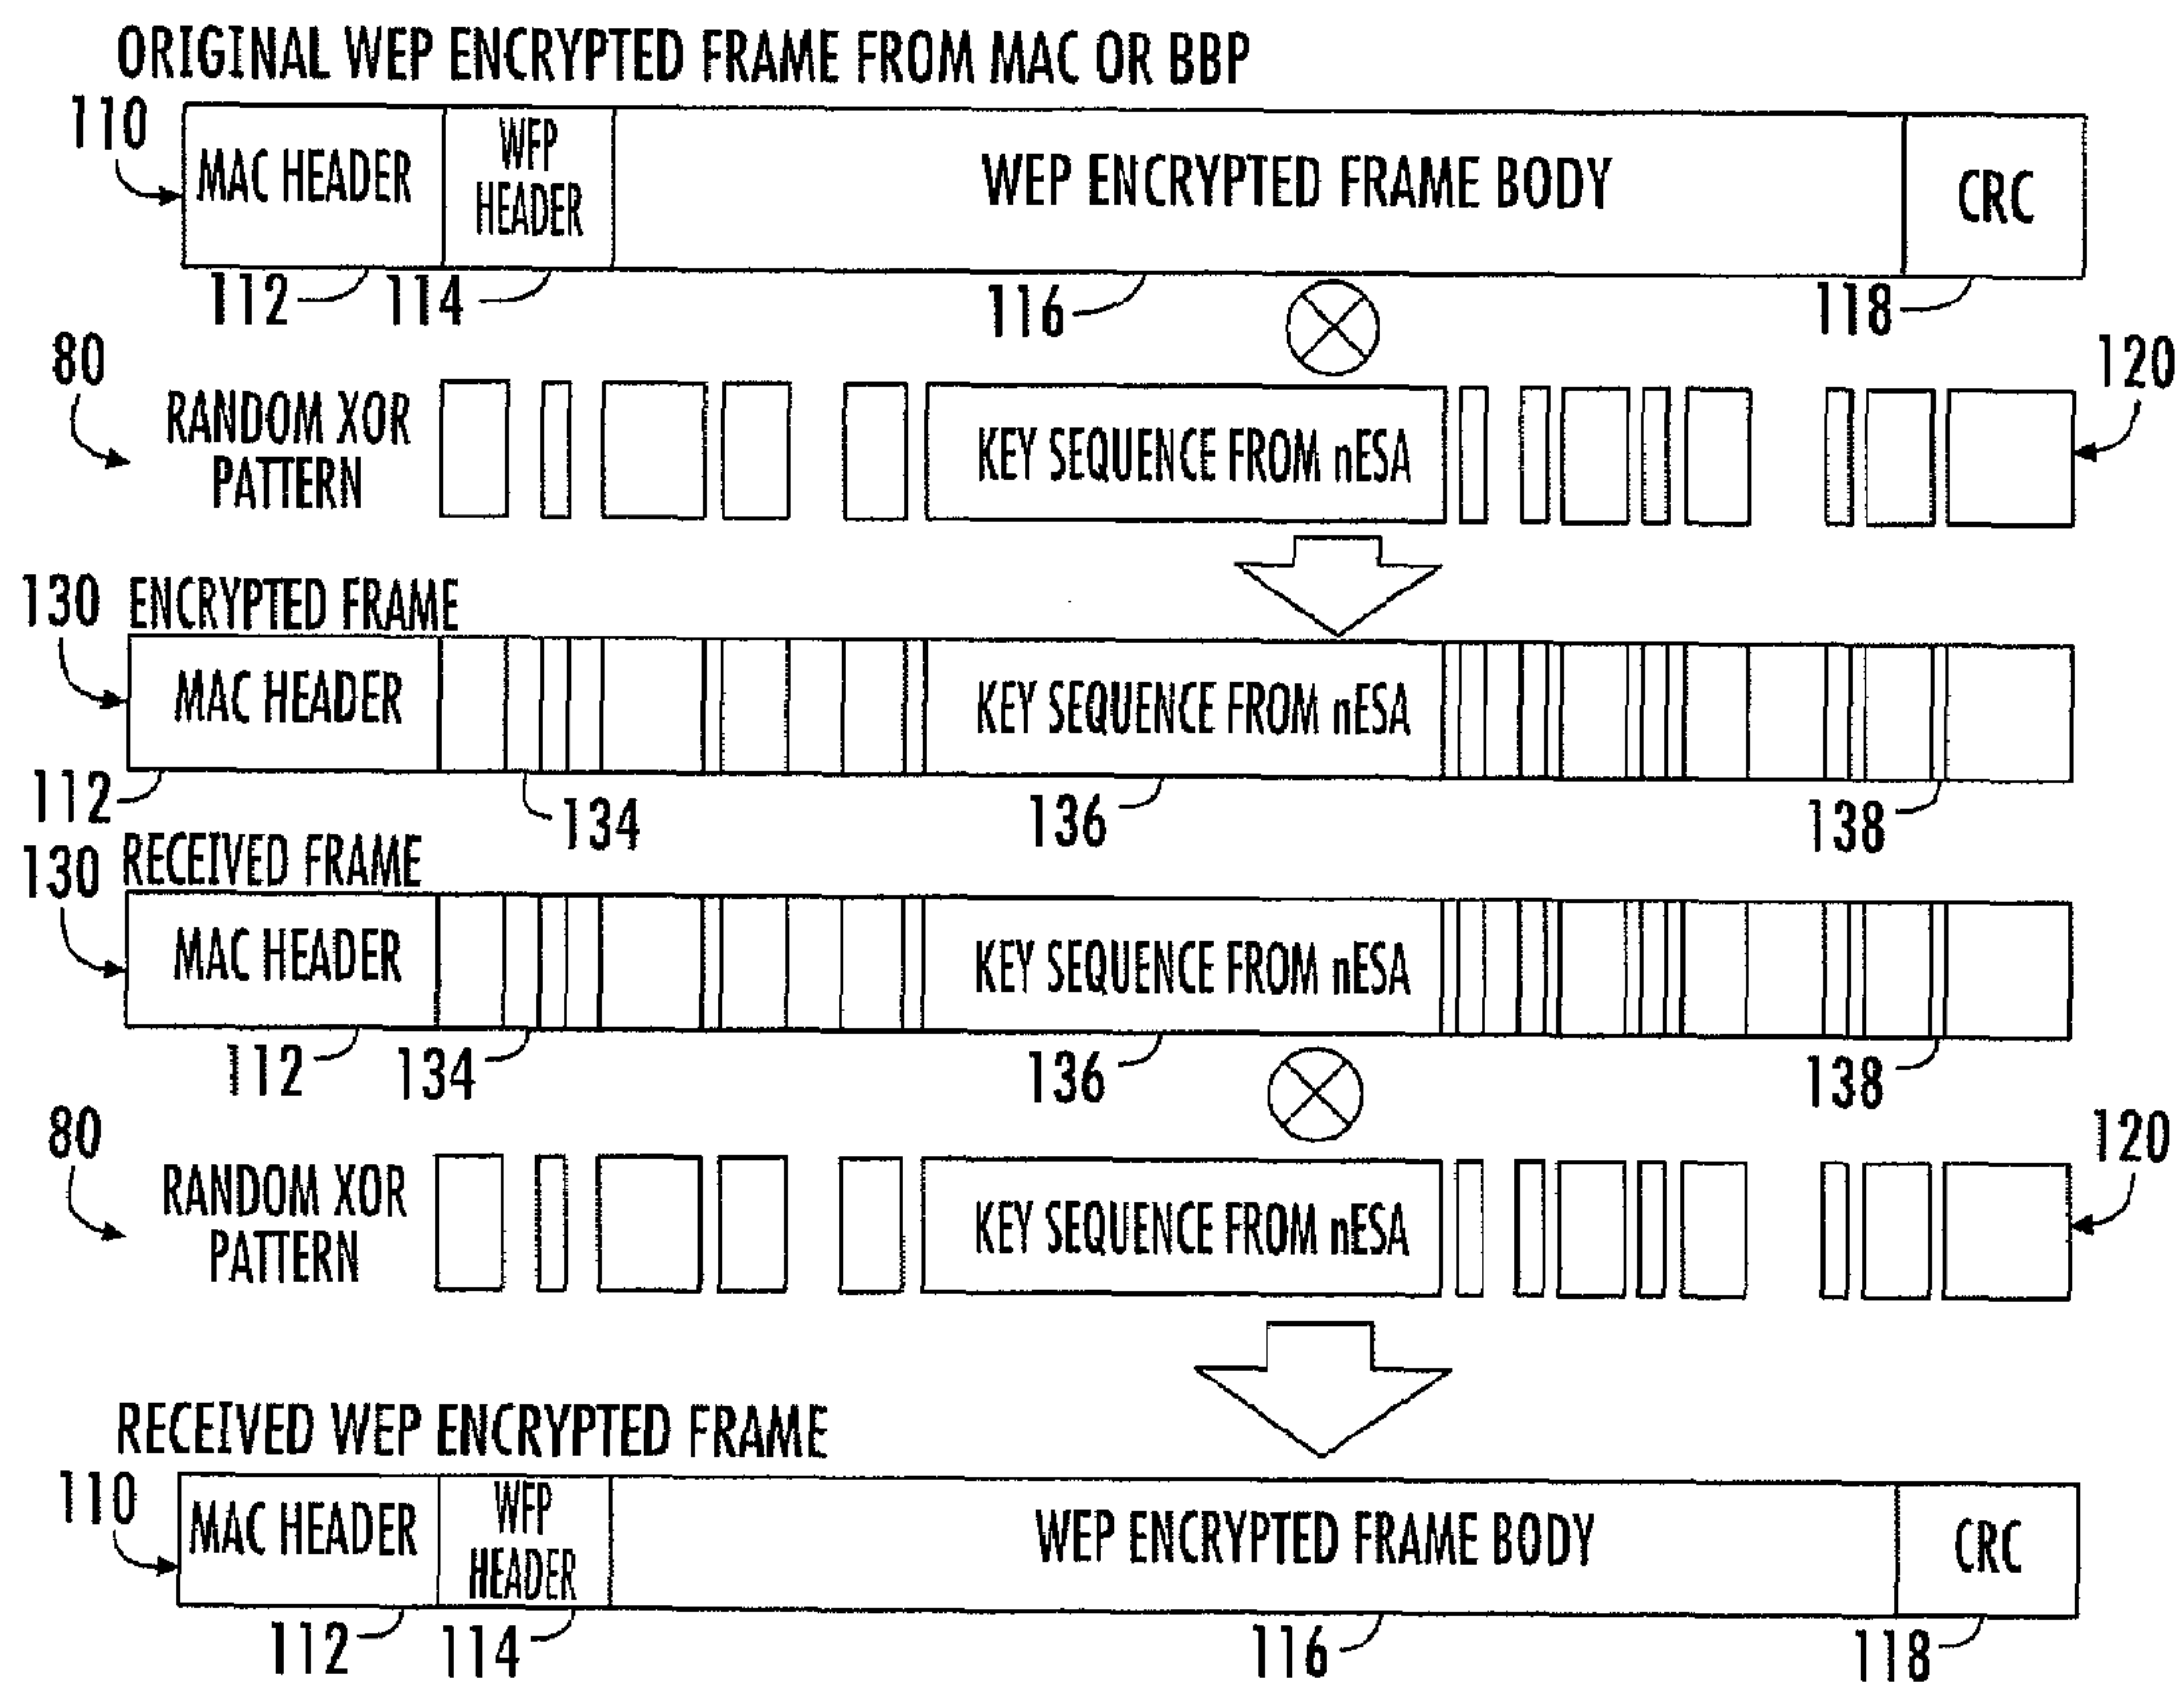 ORIGINAL WEP ENCRYPTED FRAME FROM MAC OR BBP
110
MAC HEADER
WFP
HEADER
WEP ENCRYPTED FRAME BODY
CRC
112
114
116
118
80
RANDOM XOR
PATTERN
KEY SEQUENCE FROM nESA
120
130
ENCRYPTED FRAME
MAC HEADER
KEY SEQUENCE FROM nESA
112
134
136
138
130
RECEIVED FRAME
MAC HEADER
KEY SEQUENCE FROM nESA
112
134
136
138
80
RANDOM XOR
PATTERN
KEY SEQUENCE FROM nESA
120
RECEIVED WEP ENCRYPTED FRAME
110
MAC HEADER
WFP
HEADER
WEP ENCRYPTED FRAME BODY
CRC
112
114
116
118